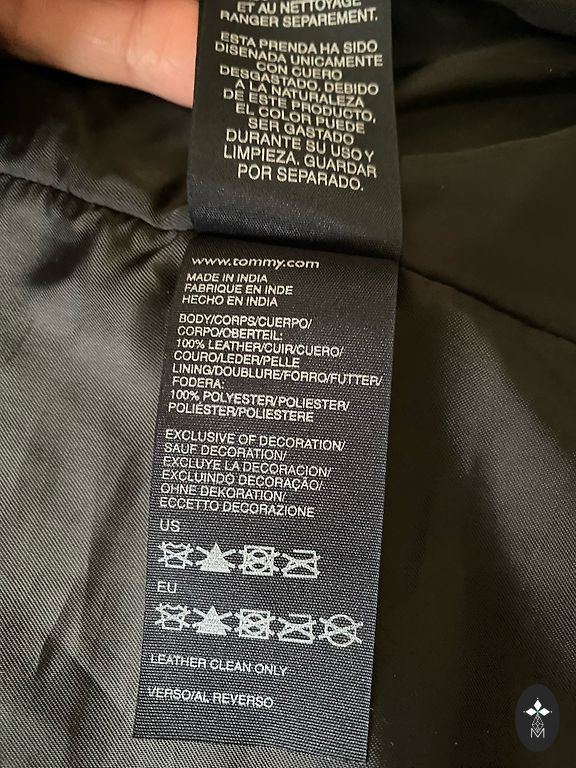 ET AU NETTOYAGE
RANGER SEPAREMENT.
ESTA PRENDA HA SIDO
DISENADA UNICAMENTE
CON CUERO
DESGASTADO, DEBIDO
A LA NATURALEZA
DE ESTE PRODUCTO,
EL COLOR PUEDE
SER GASTADO
DURANTE SU USO Y
LIMPIEZA. GUARDAR
POR SEPARADO.
www.tommy.com
MADE IN INDIA
FABRIQUE EN INDE
HECHO EN INDIA
BODY/CORPS/CUERPO/
CORPO/OBERTEIL:
100% LEATHER/CUIR/CUERO/
COURO/LEDER/PELLE
LINING/DOUBLURE/FORRO/FUTTER/
FODERA:
100% POLYESTER/POLIESTER/
POLIÉSTER/POLIESTERE
EXCLUSIVE OF DECORATION/
SAUF DECORATION/
EXCLUYE LA DECORACION/
EXCLUINDO DECORAÇÃO/
OHNE DEKORATION/
ECCETTO DECORAZIONE
US
EU
LEATHER CLEAN ONLY
VERSO/AL REVERSO